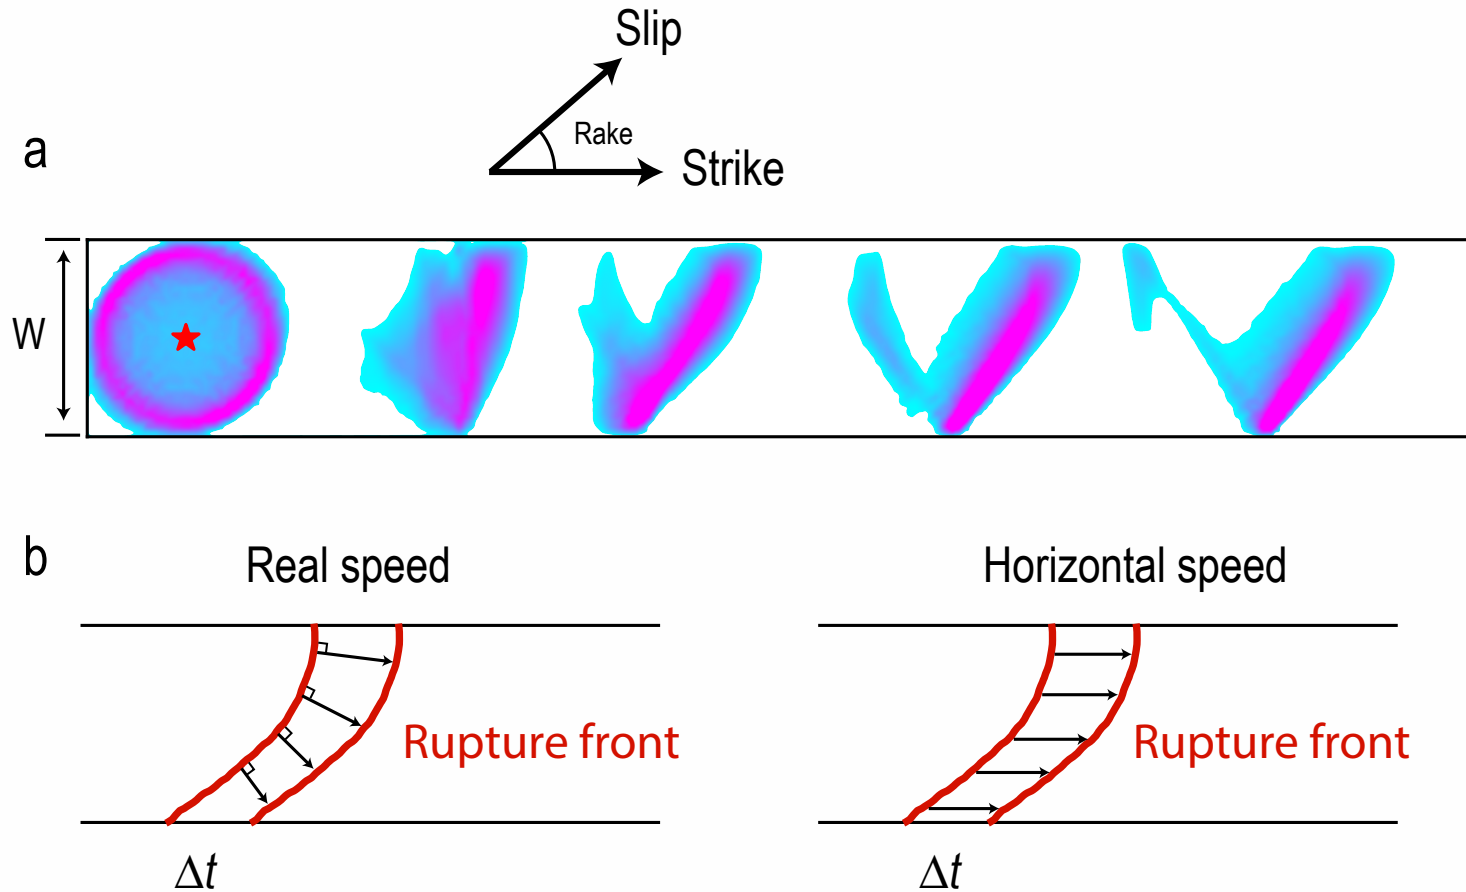 Slip
a
Rake
Strike
W
b
Real speed
Horizontal speed
Rupture front
Rupture front
Δt
Δt